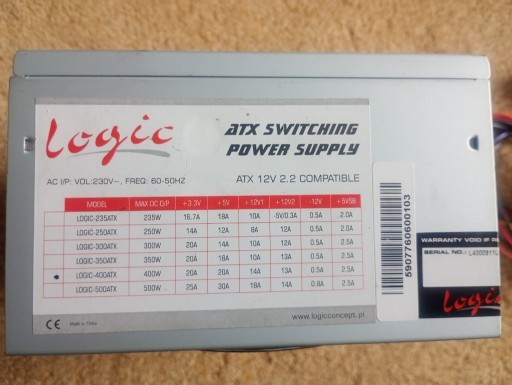 Logic
ATX SWITCHING
POWER SUPPLY
AC I/P: VOL:230V~, FREQ: 60-50HZ
ATX 12V 2.2 COMPATIBLE
MODEL MAX DC O/P +3.3V +5V +12V1 +12V2 -12V +5VSB
LOGIC-235ATX 235W 16,7A 18A 10A -5V/0.3A 0.5A 2.0A
LOGIC-250ATX 250W 14A 12A 8A 12A 0.5A 2.0A
LOGIC-300ATX 300W 20A 14A 10A 12A 0.5A 2.5A
LOGIC-350ATX 350W 20A 18A 10A 13A 0.5A 2.5A
LOGIC-400ATX 400W 20A 20A 14A 13A 0.5A 2.5A
LOGIC-500ATX 500W 25A 30A 18A 14A 0.8A 2.5A
CE Made in China
www.logicconcept.pl
5907760600103
WARRANTY VOID IF RE
SERIAL NO.:
Logic